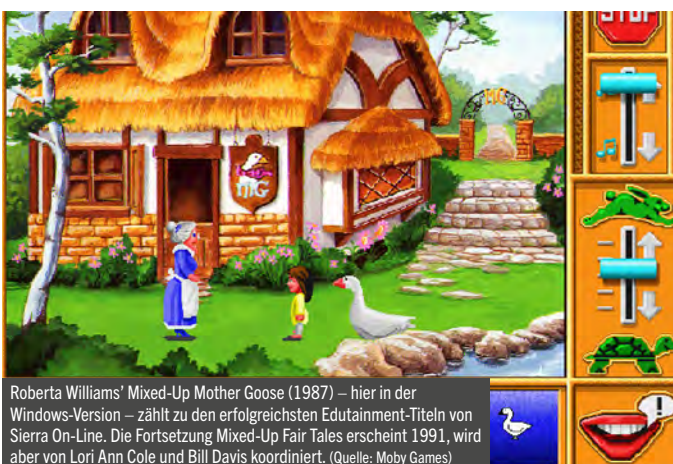 STOP
MG
MG
Roberta Williams’ Mixed-Up Mother Goose (1987) – hier in der
Windows-Version – zählt zu den erfolgreichsten Edutainment-Titeln von
Sierra On-Line. Die Fortsetzung Mixed-Up Fair Tales erscheint 1991, wird
aber von Lori Ann Cole und Bill Davis koordiniert. (Quelle: Moby Games)
!